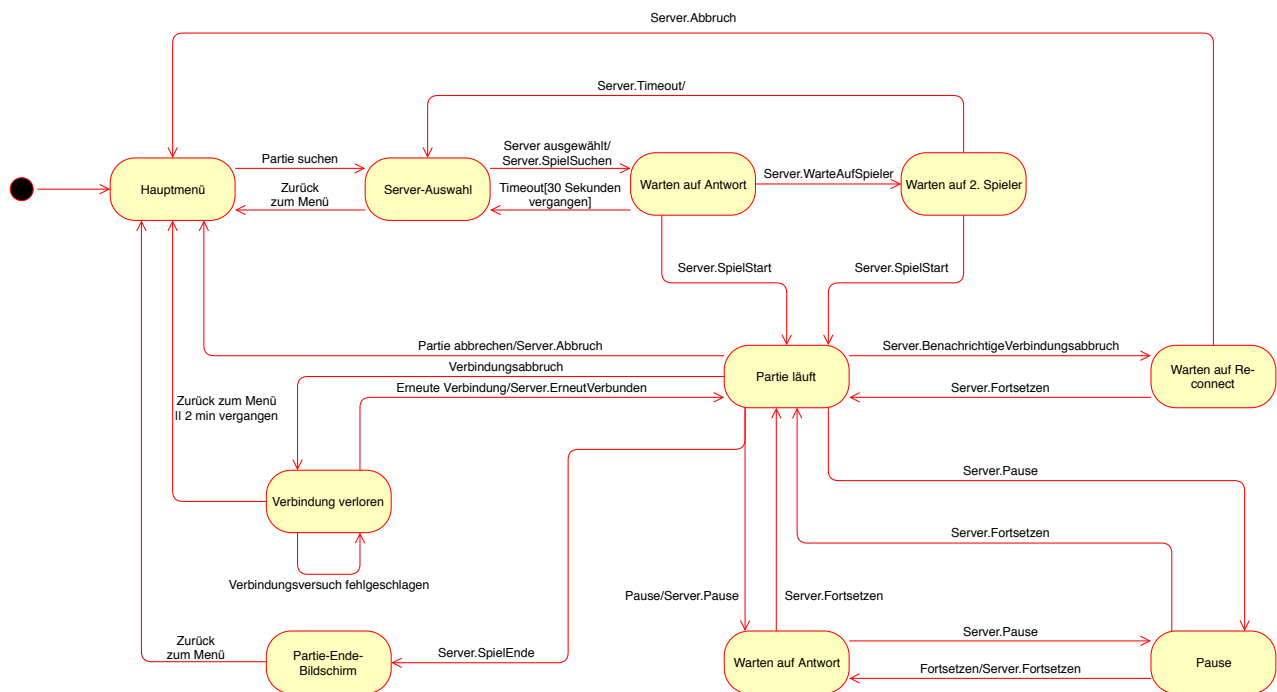 Server.Abbruch
Server.Timeout/
Partie suchen
Server ausgewählt/
Server.SpielSuchen
Hauptmenü
Server-Auswahl
Warten auf Antwort
Server.WarteAufSpieler
Warten auf 2. Spieler
Zurück
zum Menü
Timeout[30 Sekunden
vergangen]
Server.SpielStart
Server.SpielStart
Partie abbrechen/Server.Abbruch
Server.BenachrichtigeVerbindungsabbruch
Verbindungsabbruch
Partie läuft
Warten auf Re-
connect
Erneute Verbindung/Server.ErneutVerbunden
Server.Fortsetzen
Zurück zum Menü
II 2 min vergangen
Server.Pause
Verbindung verloren
Server.Fortsetzen
Verbindungsversuch fehlgeschlagen
Pause/Server.Pause
Server.Fortsetzen
Zurück
zum Menü
Partie-Ende-
Bildschirm
Server.SpielEnde
Warten auf Antwort
Server.Pause
Fortsetzen/Server.Fortsetzen
Pause